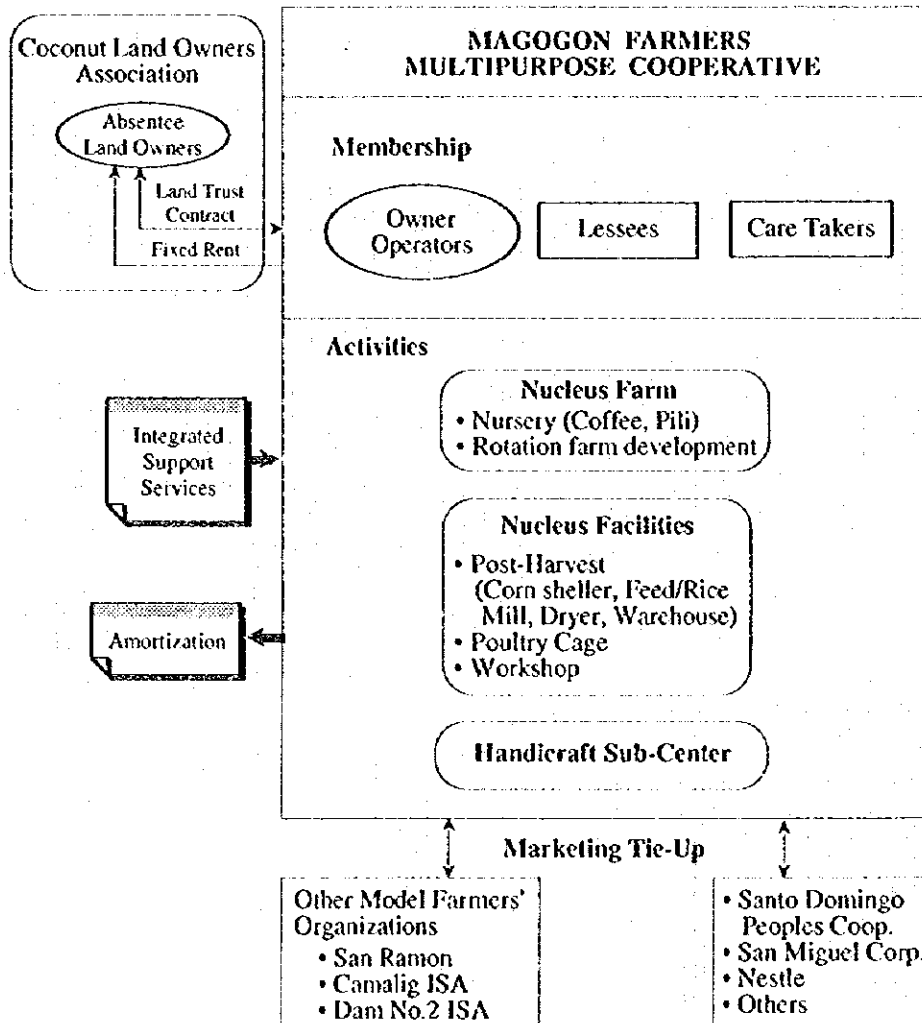 Coconut Land Owners
Association
Absentee
Land Owners
Land Trust
Contract
Fixed Rent
MAGOGON FARMERS
MULTIPURPOSE COOPERATIVE
Membership
Owner
Operators
Lessees
Care Takers
Activities
Nucleus Farm
• Nursery (Coffee, Pili)
• Rotation farm development
Integrated
Support
Services
Nucleus Facilities
• Post-Harvest
(Corn sheller, Feed/Rice
Mill, Dryer, Warehouse)
• Poultry Cage
• Workshop
Amortization
Handicraft Sub-Center
Marketing Tie-Up
Other Model Farmers'
Organizations
• San Ramon
• Camalig ISA
• Dam No.2 ISA
• Santo Domingo
Peoples Coop.
• San Miguel Corp.
• Nestle
• Others